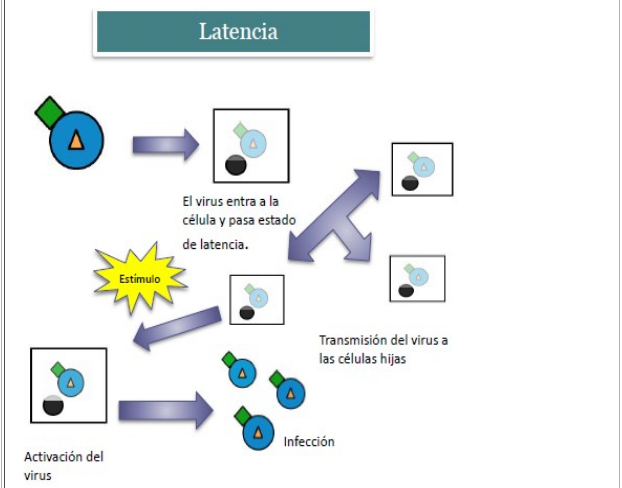 Latencia
El virus entra a la
célula y pasa estado
de latencia.
Estímulo
Transmisión del virus a
las células hijas
Infección
Activación del
virus